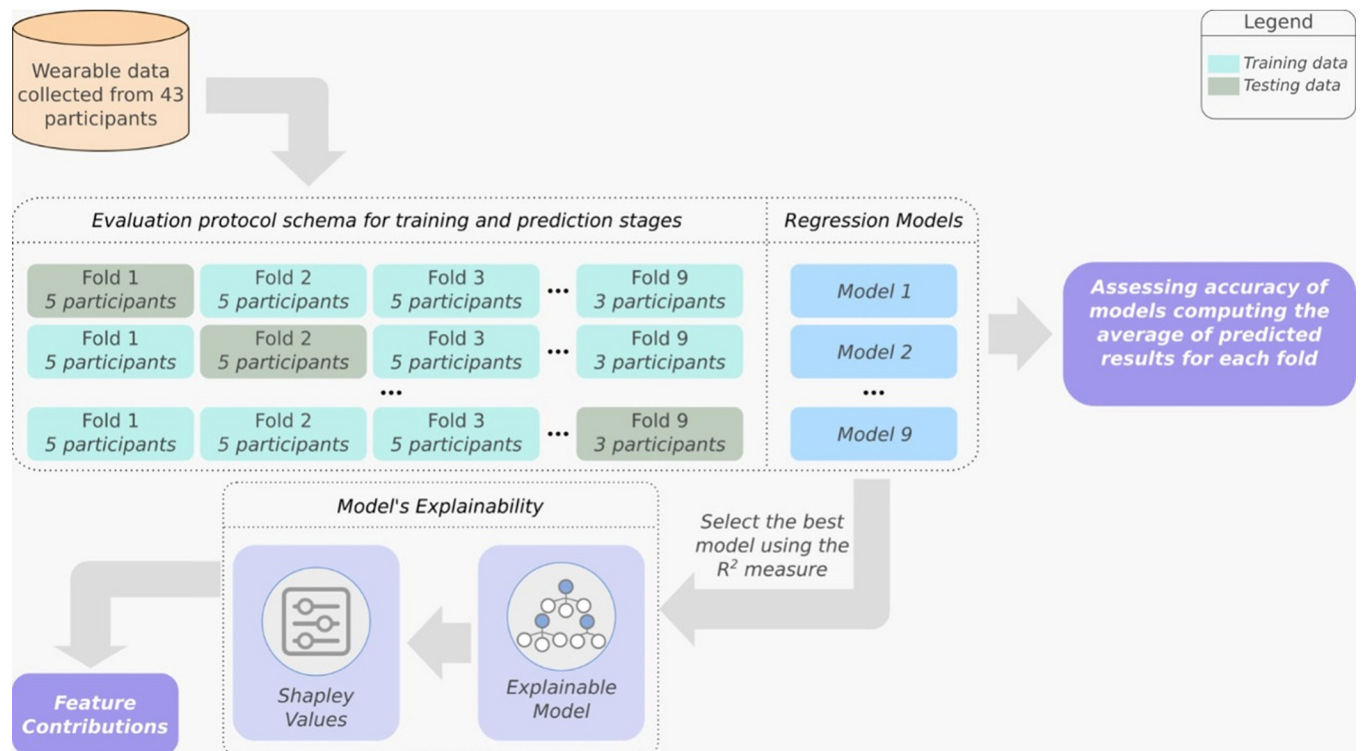 Wearable data
collected from 43
participants
Legend
Training data
Testing data
Evaluation protocol schema for training and prediction stages
Regression Models
Fold 1
5 participants
Fold 2
5 participants
Fold 3
5 participants
...
Fold 9
3 participants
Model 1
Fold 1
5 participants
Fold 2
5 participants
Fold 3
5 participants
...
Fold 9
3 participants
Model 2
...
...
Fold 1
5 participants
Fold 2
5 participants
Fold 3
5 participants
...
Fold 9
3 participants
Model 9
Assessing accuracy of
models computing the
average of predicted
results for each fold
Select the best
model using the
R² measure
Model's Explainability
Shapley
Values
Explainable
Model
Feature
Contributions